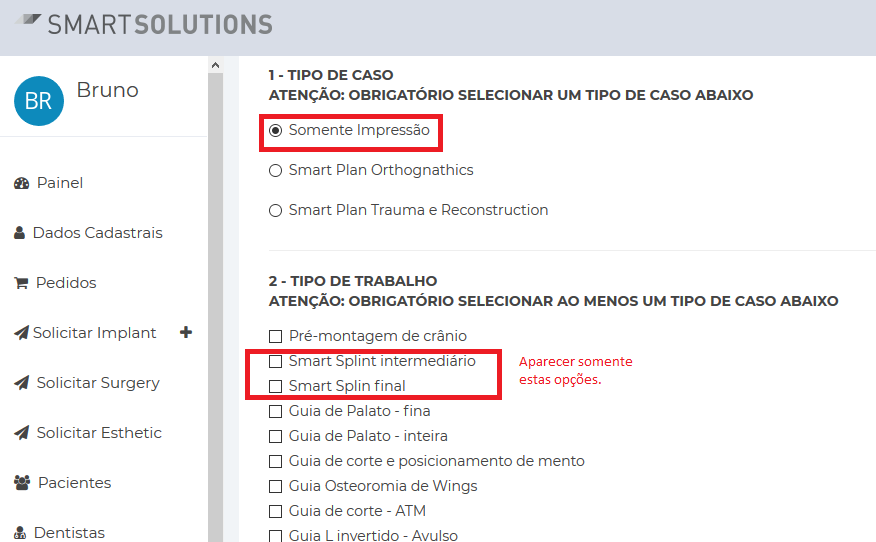 SMARTSOLUTIONS
BR
Bruno
Painel
Dados Cadastrais
Pedidos
Solicitar Implant
Solicitar Surgery
Solicitar Esthetic
Pacientes
Dentistas
1 - TIPO DE CASO
ATENÇÃO: OBRIGATÓRIO SELECIONAR UM TIPO DE CASO ABAIXO
Somente Impressão
Smart Plan Orthognathics
Smart Plan Trauma e Reconstruction
2 - TIPO DE TRABALHO
ATENÇÃO: OBRIGATÓRIO SELECIONAR AO MENOS UM TIPO DE CASO ABAIXO
Pré-montagem de crânio
Smart Splint intermediário
Smart Splin final
Aparecer somente
estas opções.
Guia de Palato - fina
Guia de Palato - inteira
Guia de corte e posicionamento de mento
Guia Osteoromia de Wings
Guia de corte - ATM
Guia L invertido - Avulso